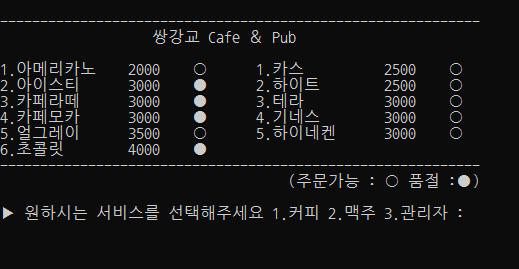 쌍강교 Cafe & Pub
1.아메리카노 2000 ○ 1.카스 2500 ○
2.아이스티 3000 ● 2.하이트 2500 ○
3.카페라떼 3000 ● 3.테라 3000 ○
4.카페모카 3000 ● 4.기네스 3000 ○
5.얼그레이 3500 ○ 5.하이네켄 3000 ○
6.초콜릿 4000 ●
(주문가능 : ○ 품절 :●)
▶ 원하시는 서비스를 선택해주세요 1.커피 2.맥주 3.관리자 :